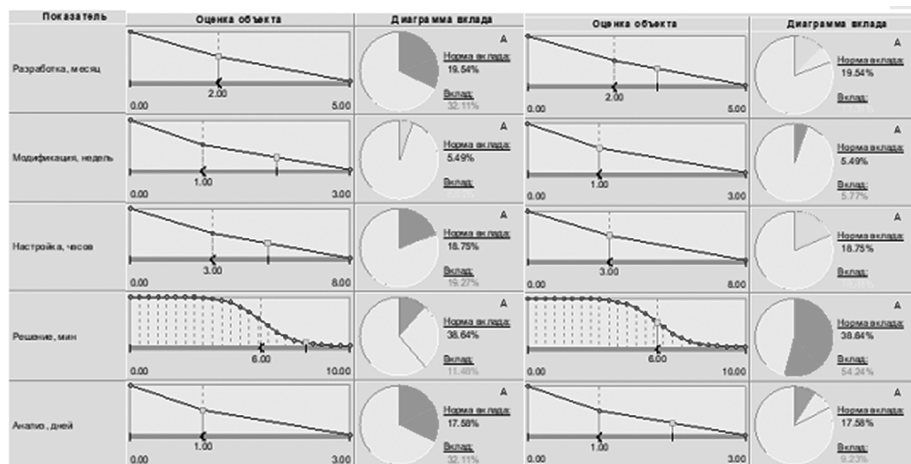 Показатель Оценка объекта Диаграмма вклада Оценка объекта Диаграмма вклада
Разработка, месяц
2.00
0.00 5.00
A
Норма вклада:
19.54%
Вклад:
32.11%
2.00
0.00 5.00
A
Норма вклада:
19.54%
Вклад:
Модификация, недель
1.00
0.00 3.00
A
Норма вклада:
5.49%
Вклад:
1.00
0.00 3.00
A
Норма вклада:
5.49%
Вклад:
5.77%
Настройка, часов
3.00
0.00 8.00
A
Норма вклада:
18.75%
Вклад:
19.27%
3.00
0.00 8.00
A
Норма вклада:
18.75%
Вклад:
Решение, мин
6.00
0.00 10.00
A
Норма вклада:
38.64%
Вклад:
11.48%
6.00
0.00 10.00
A
Норма вклада:
38.64%
Вклад:
54.24%
Анализ, дней
1.00
0.00 3.00
A
Норма вклада:
17.58%
Вклад:
32.11%
1.00
0.00 3.00
A
Норма вклада:
17.58%
Вклад:
9.23%